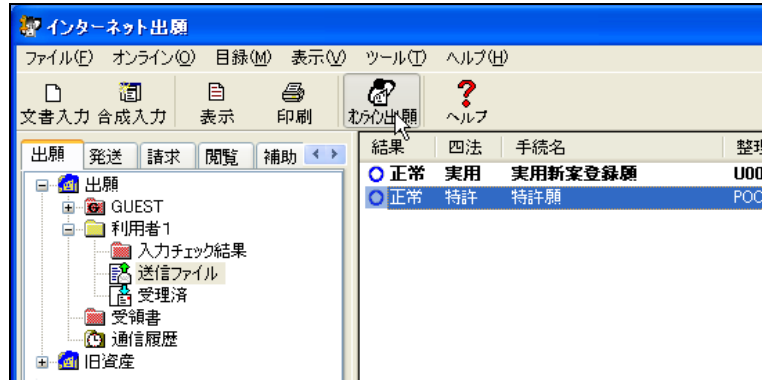 インターネット出願
ファイル(F) オンライン(O) 目録(M) 表示(V) ツール(T) ヘルプ(H)
文書入力 合成入力 表示 印刷 オンライン出願 ヘルプ
出願 発送 請求 閲覧 補助
結果 四法 手続名 整理
正常 実用 実用新案登録願 U00
正常 特許 特許願 P00
出願
GUEST
利用者1
入力チェック結果
送信ファイル
受理済
受領書
通信履歴
旧資産